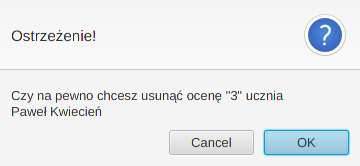 Ostrzeżenie!
?
Czy na pewno chcesz usunąć ocenę "3" ucznia
Paweł Kwiecień
Cancel
OK